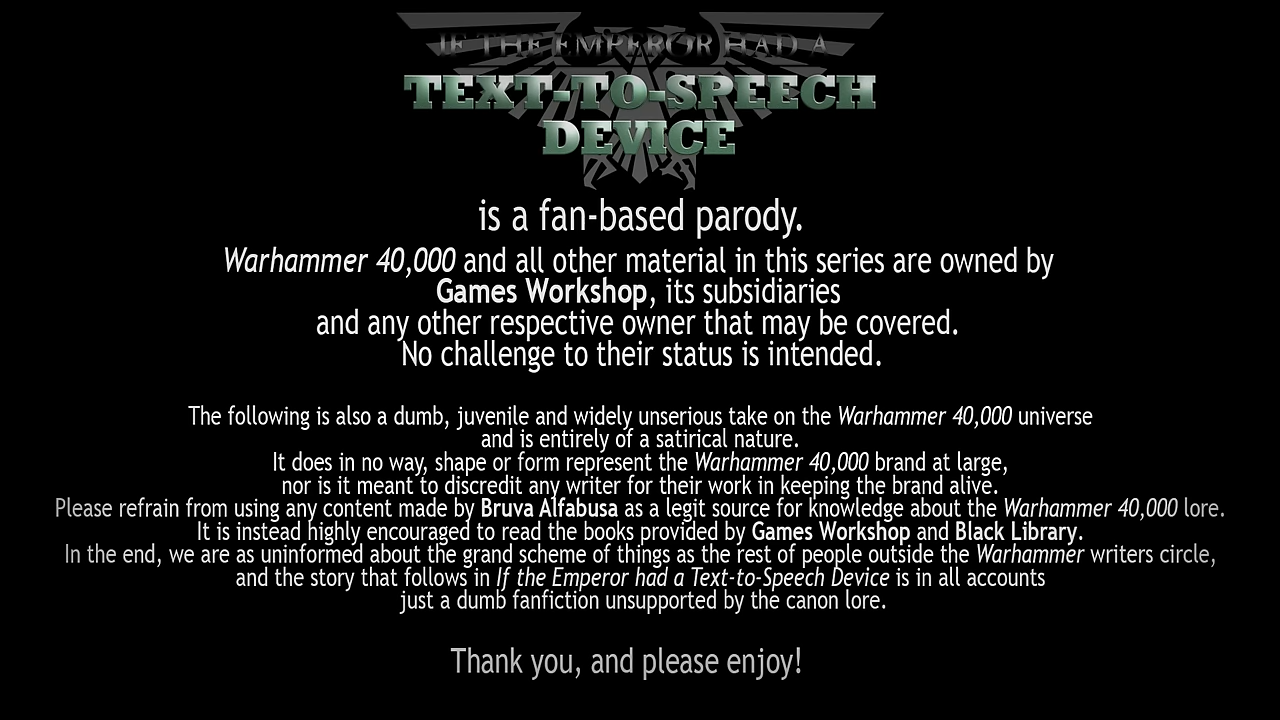 IF THE EMPEROR HAD A
TEXT-TO-SPEECH
DEVICE
is a fan-based parody.
Warhammer 40,000 and all other material in this series are owned by
Games Workshop, its subsidiaries
and any other respective owner that may be covered.
No challenge to their status is intended.
The following is also a dumb, juvenile and widely unserious take on the Warhammer 40,000 universe
and is entirely of a satirical nature.
It does in no way, shape or form represent the Warhammer 40,000 brand at large,
nor is it meant to discredit any writer for their work in keeping the brand alive.
Please refrain from using any content made by Bruva Alfabusa as a legit source for knowledge about the Warhammer 40,000 lore.
It is instead highly encouraged to read the books provided by Games Workshop and Black Library.
In the end, we are as uninformed about the grand scheme of things as the rest of people outside the Warhammer writers circle,
and the story that follows in If the Emperor had a Text-to-Speech Device is in all accounts
just a dumb fanfiction unsupported by the canon lore.
Thank you, and please enjoy!